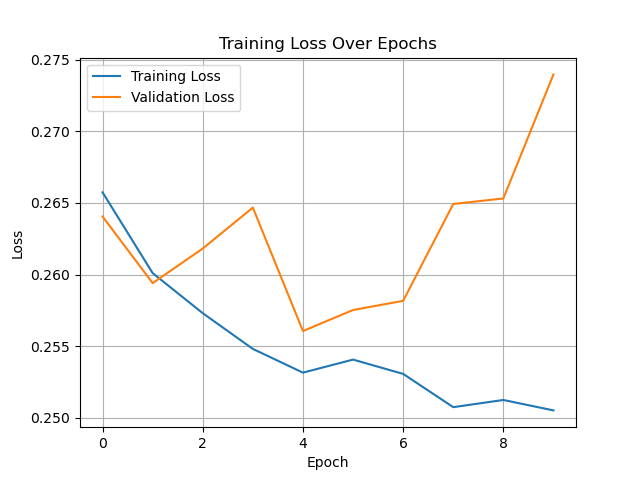 Training Loss Over Epochs
Training Loss
Validation Loss
0.275
0.270
0.265
0.260
0.255
0.250
Loss
0 2 4 6 8
Epoch